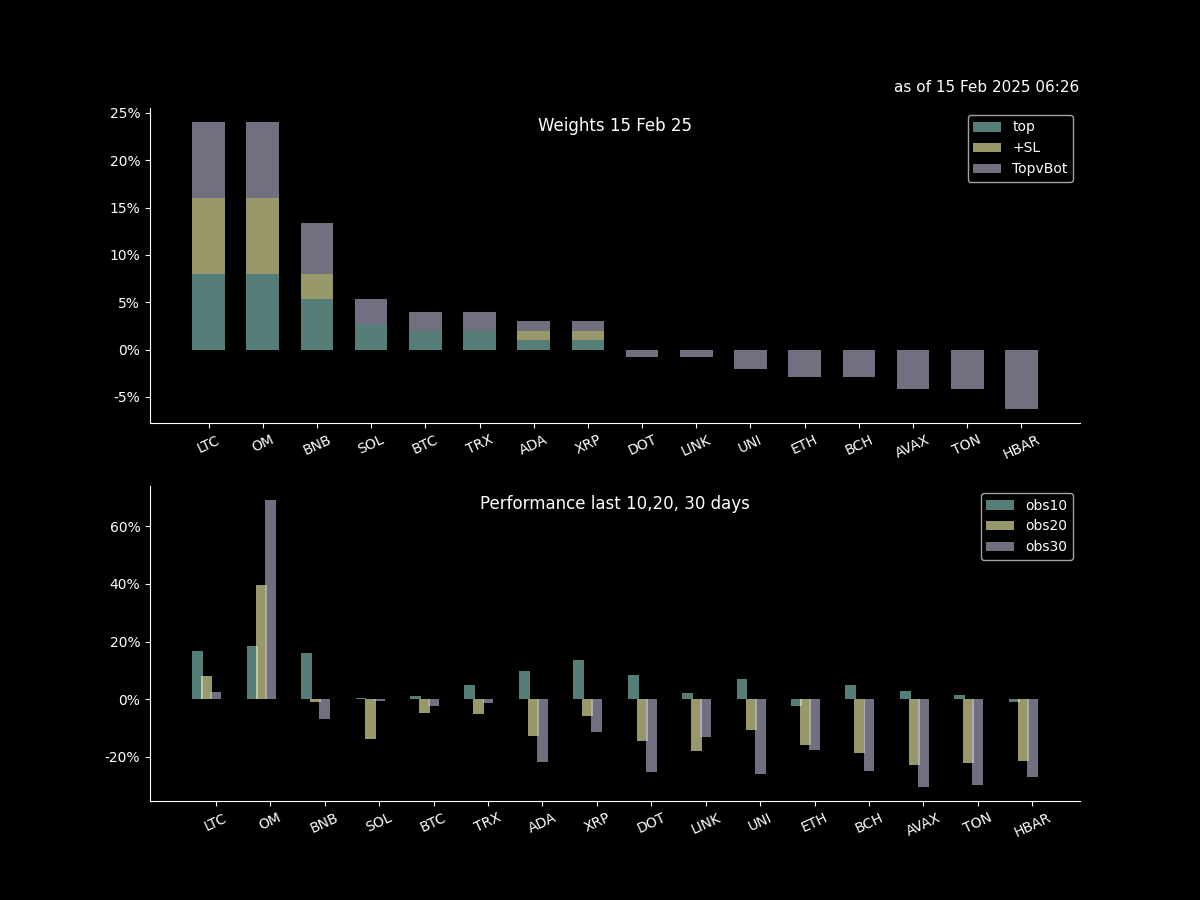 as of 15 Feb 2025 06:26
Weights 15 Feb 25
top
+SL
TopvBot
25%
20%
15%
10%
5%
0%
-5%
LTC OM BNB SOL BTC TRX ADA XRP DOT LINK UNI ETH BCH AVAX TON HBAR
Performance last 10,20, 30 days
obs10
obs20
obs30
60%
40%
20%
0%
-20%
LTC OM BNB SOL BTC TRX ADA XRP DOT LINK UNI ETH BCH AVAX TON HBAR